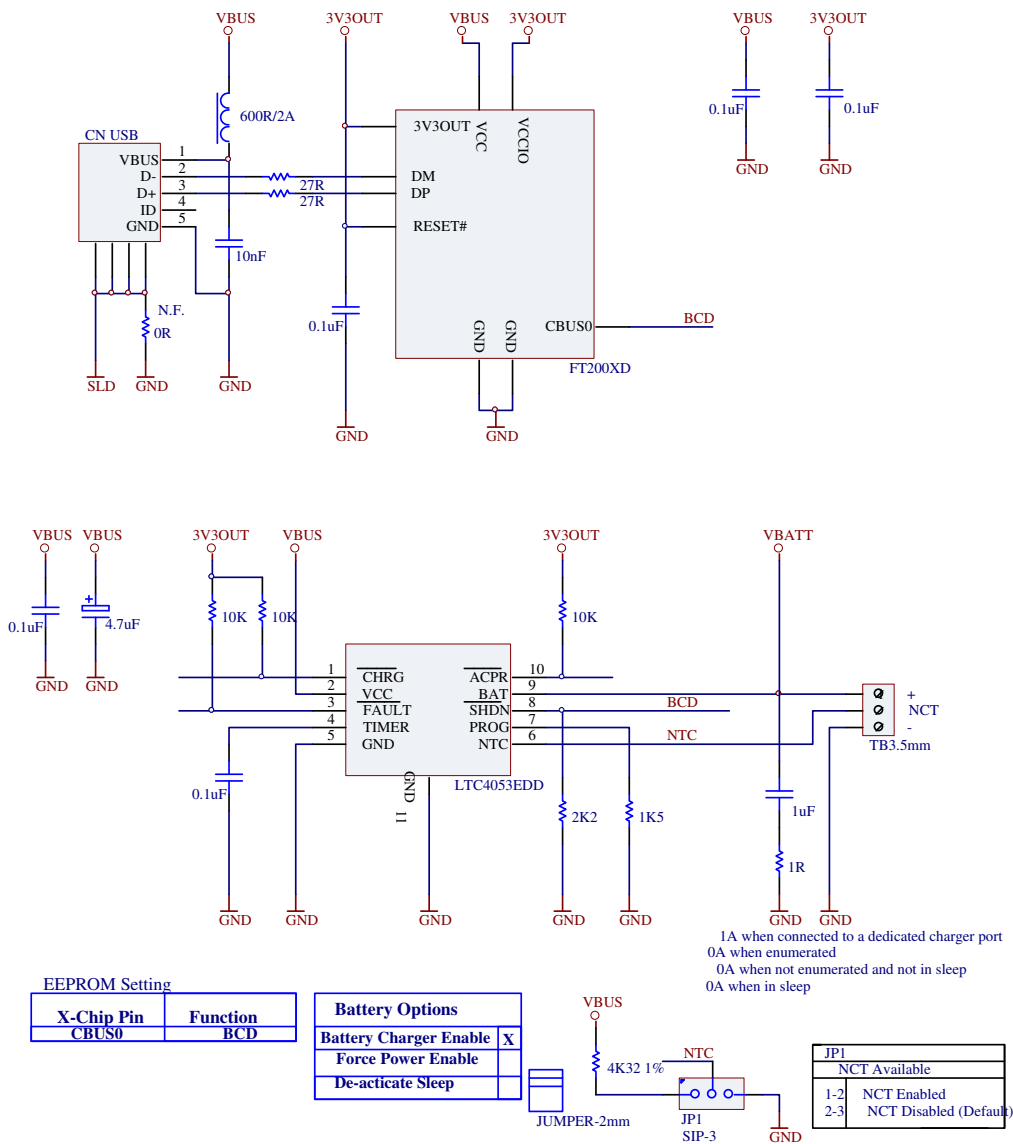 VBUS 3V3OUT VBUS 3V3OUT VBUS 3V3OUT
600R/2A
0.1uF 0.1uF
CN USB
VBUS 1
D- 2
D+ 3
ID 4
GND 5
27R
27R
10nF
N.F.
0R
SLD GND GND
0.1uF
GND
3V3OUT
VCC
VCCIO
DM
DP
RESET#
GND
GND
CBUS0
BCD
FT200XD
GND
GND GND
VBUS VBUS 3V3OUT VBUS 3V3OUT VBATT
0.1uF 4.7uF 10K 10K 10K
GND GND
1 CHRG
2 VCC
3 FAULT
4 TIMER
5 GND
GND
11
ACPR 10
BAT 9
SHDN 8
PROG 7
NTC 6
BCD
NTC
LTC4053EDD
+
NCT
-
TB3.5mm
0.1uF
2K2 1K5
1uF
1R
GND GND GND GND GND GND GND
1A when connected to a dedicated charger port
0A when enumerated
0A when not enumerated and not in sleep
0A when in sleep
EEPROM Setting
X-Chip Pin Function
CBUS0 BCD
Battery Options
Battery Charger Enable X
Force Power Enable
De-acticate Sleep
JUMPER-2mm
VBUS
4K32 1%
NTC
JP1
SIP-3
GND
JP1
NCT Available
1-2 NCT Enabled
2-3 NCT Disabled (Default)